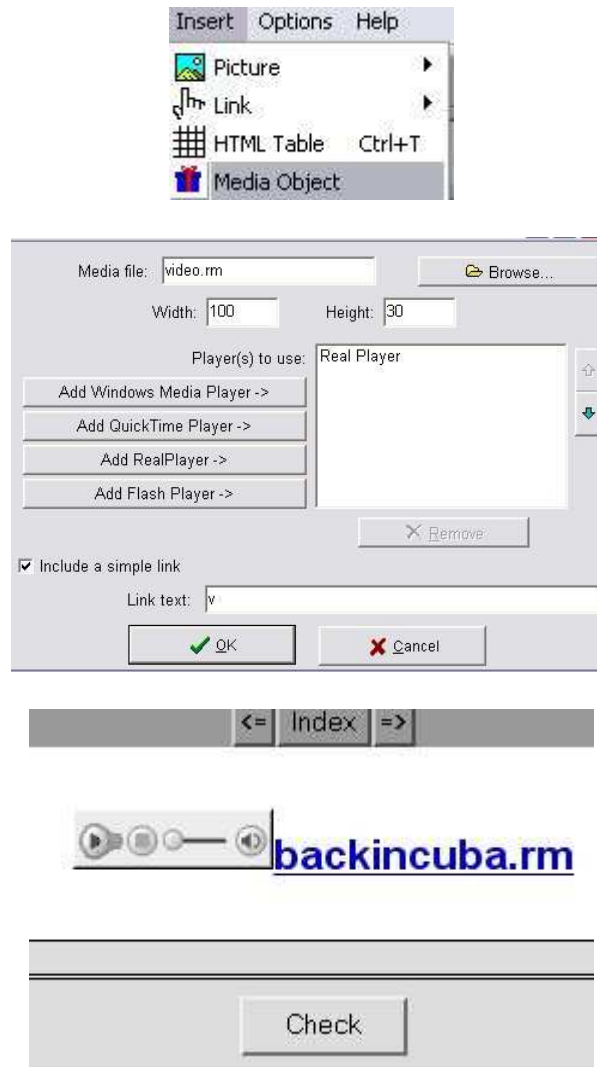 Insert Options Help
Picture
Link
HTML Table Ctrl+T
Media Object
Media file: video.rm Browse...
Width: 100 Height: 30
Player(s) to use: Real Player
Add Windows Media Player ->
Add QuickTime Player ->
Add RealPlayer ->
Add Flash Player ->
Remove
Include a simple link
Link text: v
OK Cancel
<= Index =>
backincuba.rm
Check